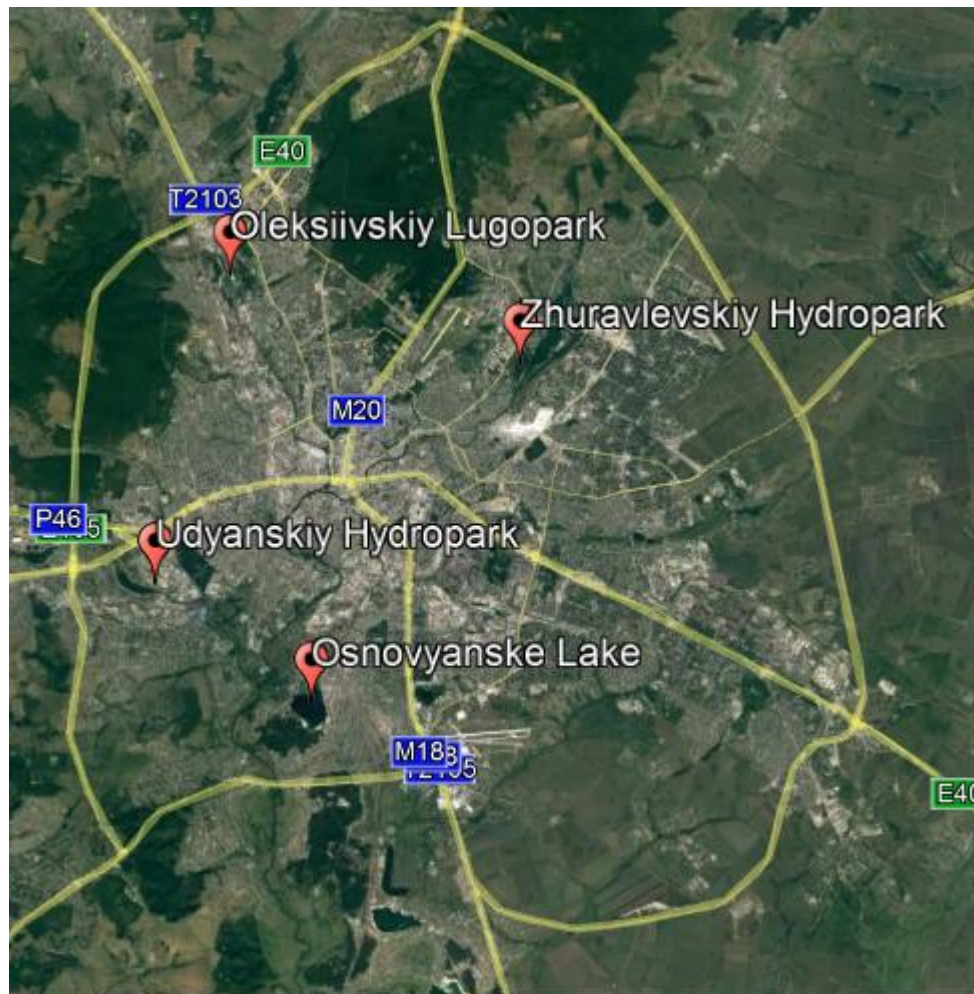 E40
T2103
Oleksiivskiy Lugopark
Zhuravlevskiy Hydropark
M20
P46
Udyanskiy Hydropark
Osnovyanske Lake
M18
E40